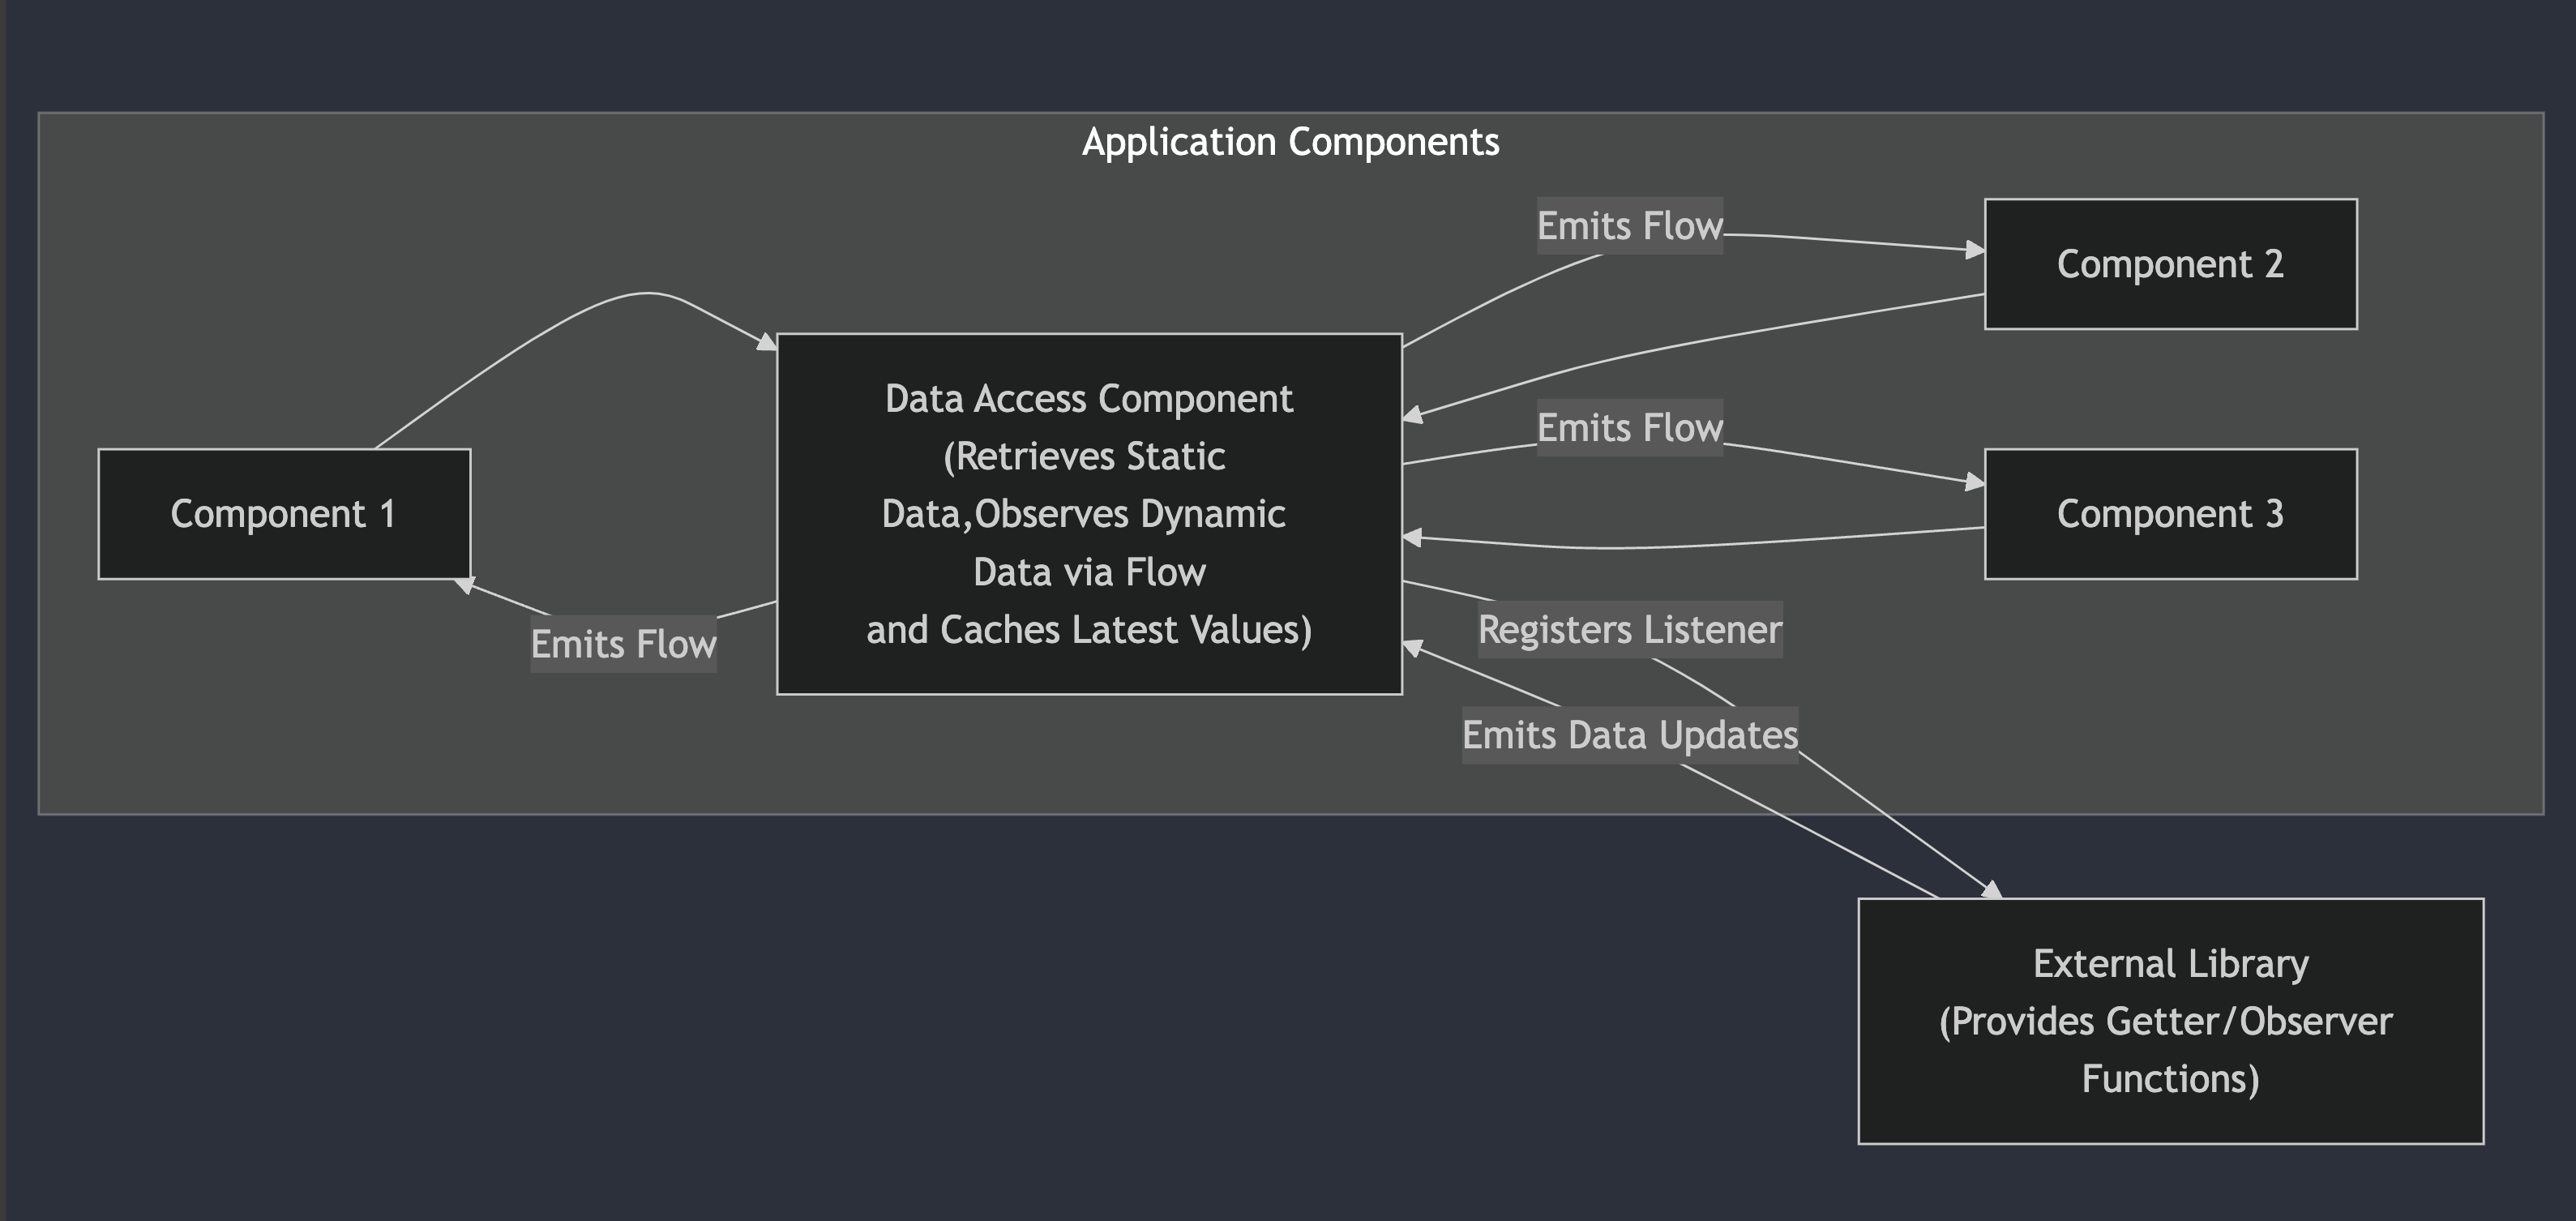 Application Components
Emits Flow
Component 2
Data Access Component
(Retrieves Static
Data,Observes Dynamic
Data via Flow
and Caches Latest Values)
Emits Flow
Component 1
Component 3
Emits Flow
Registers Listener
Emits Data Updates
External Library
(Provides Getter/Observer
Functions)